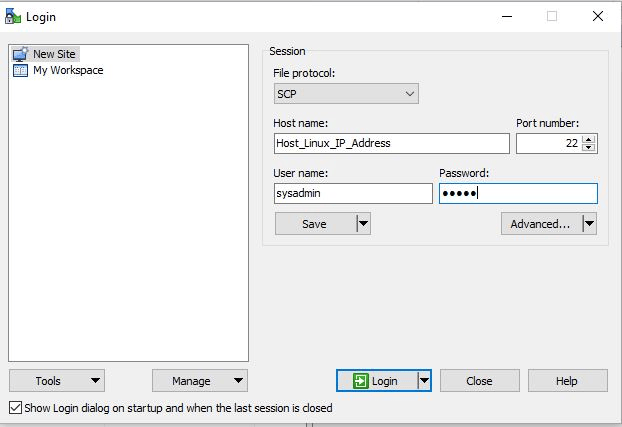 Login
New Site
My Workspace
Session
File protocol:
SCP
Host name:
Port number:
Host_Linux_IP_Address
22
User name:
Password:
sysadmin
●●●●●
Save
Advanced...
Tools
Manage
Login
Close
Help
Show Login dialog on startup and when the last session is closed